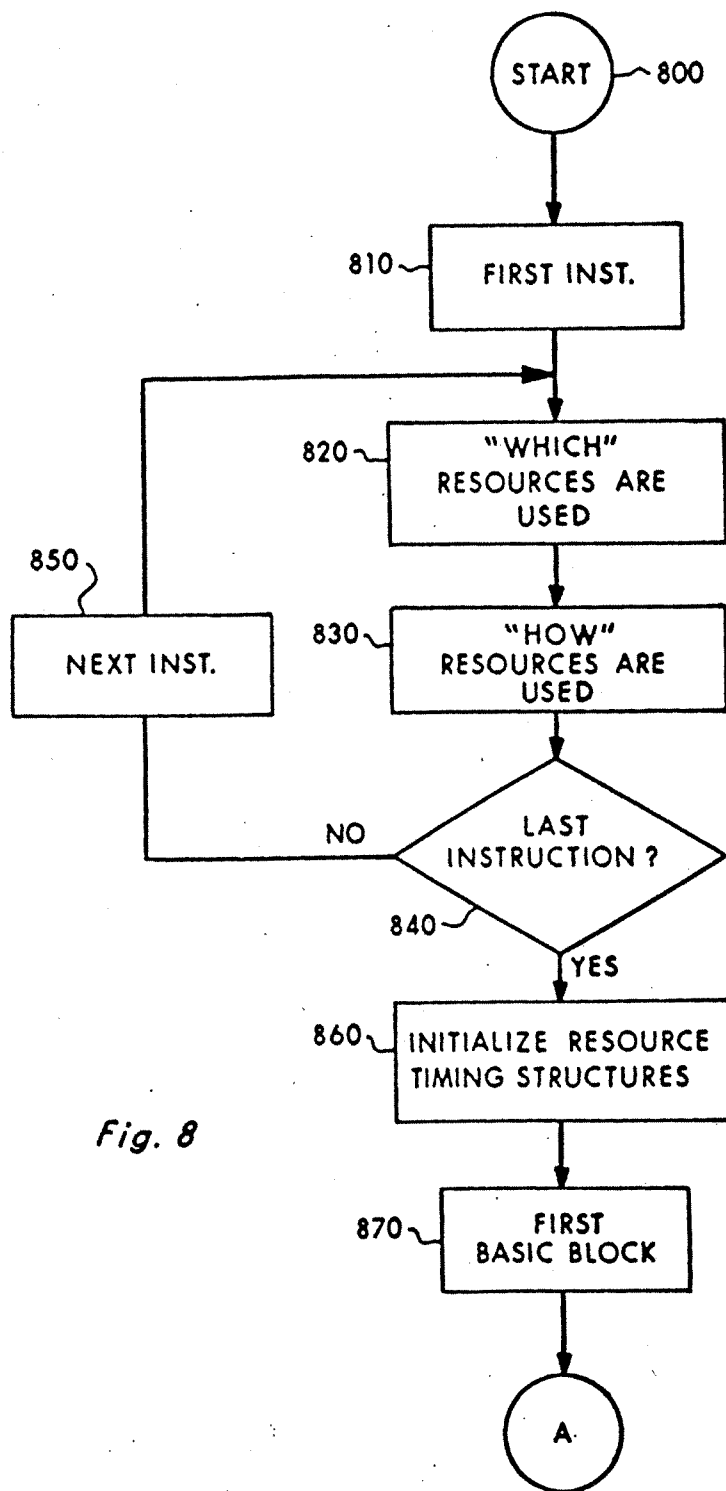 START
800
810
FIRST INST.
820
"WHICH"
RESOURCES ARE
USED
850
NEXT INST.
830
"HOW"
RESOURCES ARE
USED
NO
LAST
INSTRUCTION ?
840
YES
860
INITIALIZE RESOURCE
TIMING STRUCTURES
Fig. 8
870
FIRST
BASIC BLOCK
A